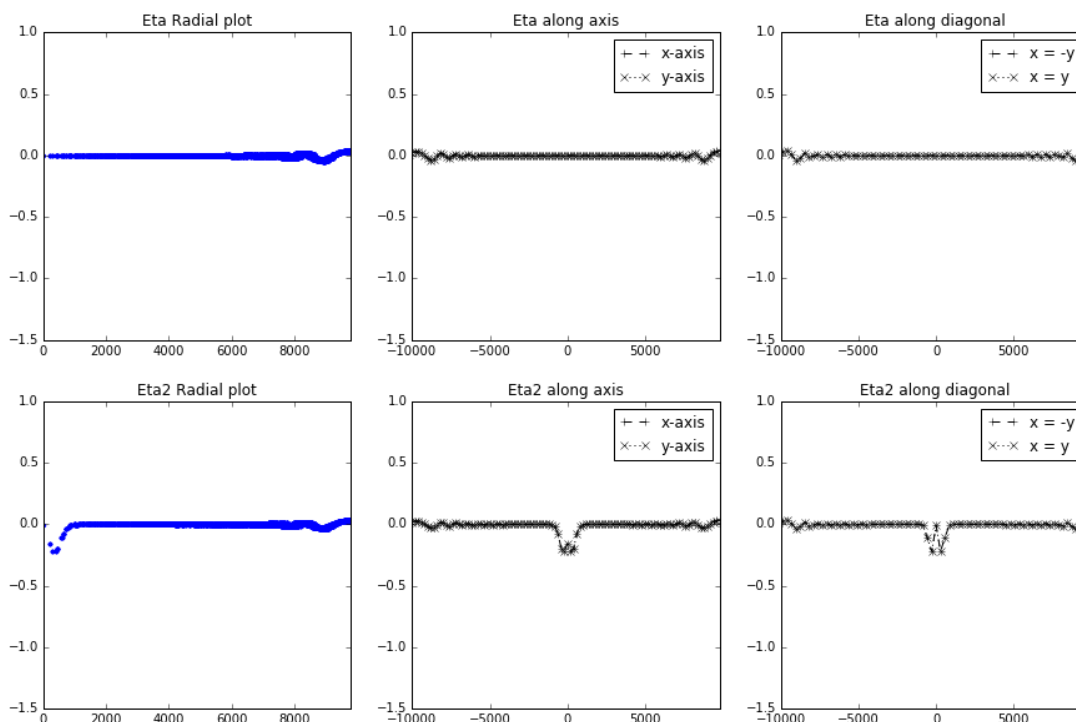 Eta Radial plot
Eta along axis
Eta along diagonal
1.0
0.5
0.0
−0.5
−1.0
−1.5
0 2000 4000 6000 8000
1.0
0.5
0.0
−0.5
−1.0
−1.5
−10000 −5000 0 5000
x-axis
y-axis
1.0
0.5
0.0
−0.5
−1.0
−1.5
−10000 −5000 0 5000
x = -y
x = y
Eta2 Radial plot
Eta2 along axis
Eta2 along diagonal
1.0
0.5
0.0
−0.5
−1.0
−1.5
0 2000 4000 6000 8000
1.0
0.5
0.0
−0.5
−1.0
−1.5
−10000 −5000 0 5000
x-axis
y-axis
1.0
0.5
0.0
−0.5
−1.0
−1.5
−10000 −5000 0 5000
x = -y
x = y